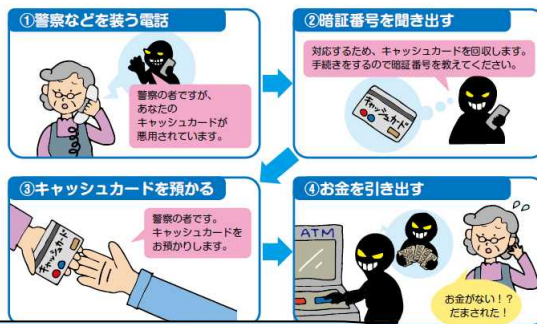 ①警察などを装う電話
警察の者ですが、
あなたの
キャッシュカードが
悪用されています。
②暗証番号を聞き出す
対応するため、キャッシュカードを回収します。
手続きをするので暗証番号を教えてください。
キャッシュカード
③キャッシュカードを預かる
警察の者です。
キャッシュカードを
お預かりします。
キャッシュカード
④お金を引き出す
ATM
お金がない！？
だまされた！